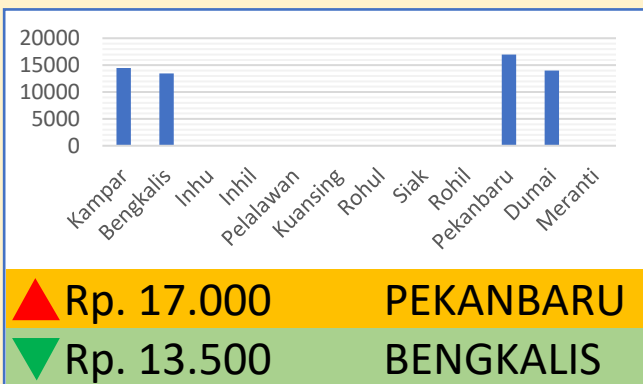 20000
15000
10000
5000
0
Kampar
Bengkalis
Inhu
Inhil
Pelalawan
Kuansing
Rohul
Siak
Rohil
Pekanbaru
Dumai
Meranti
Rp. 17.000 PEKANBARU
Rp. 13.500 BENGKALIS